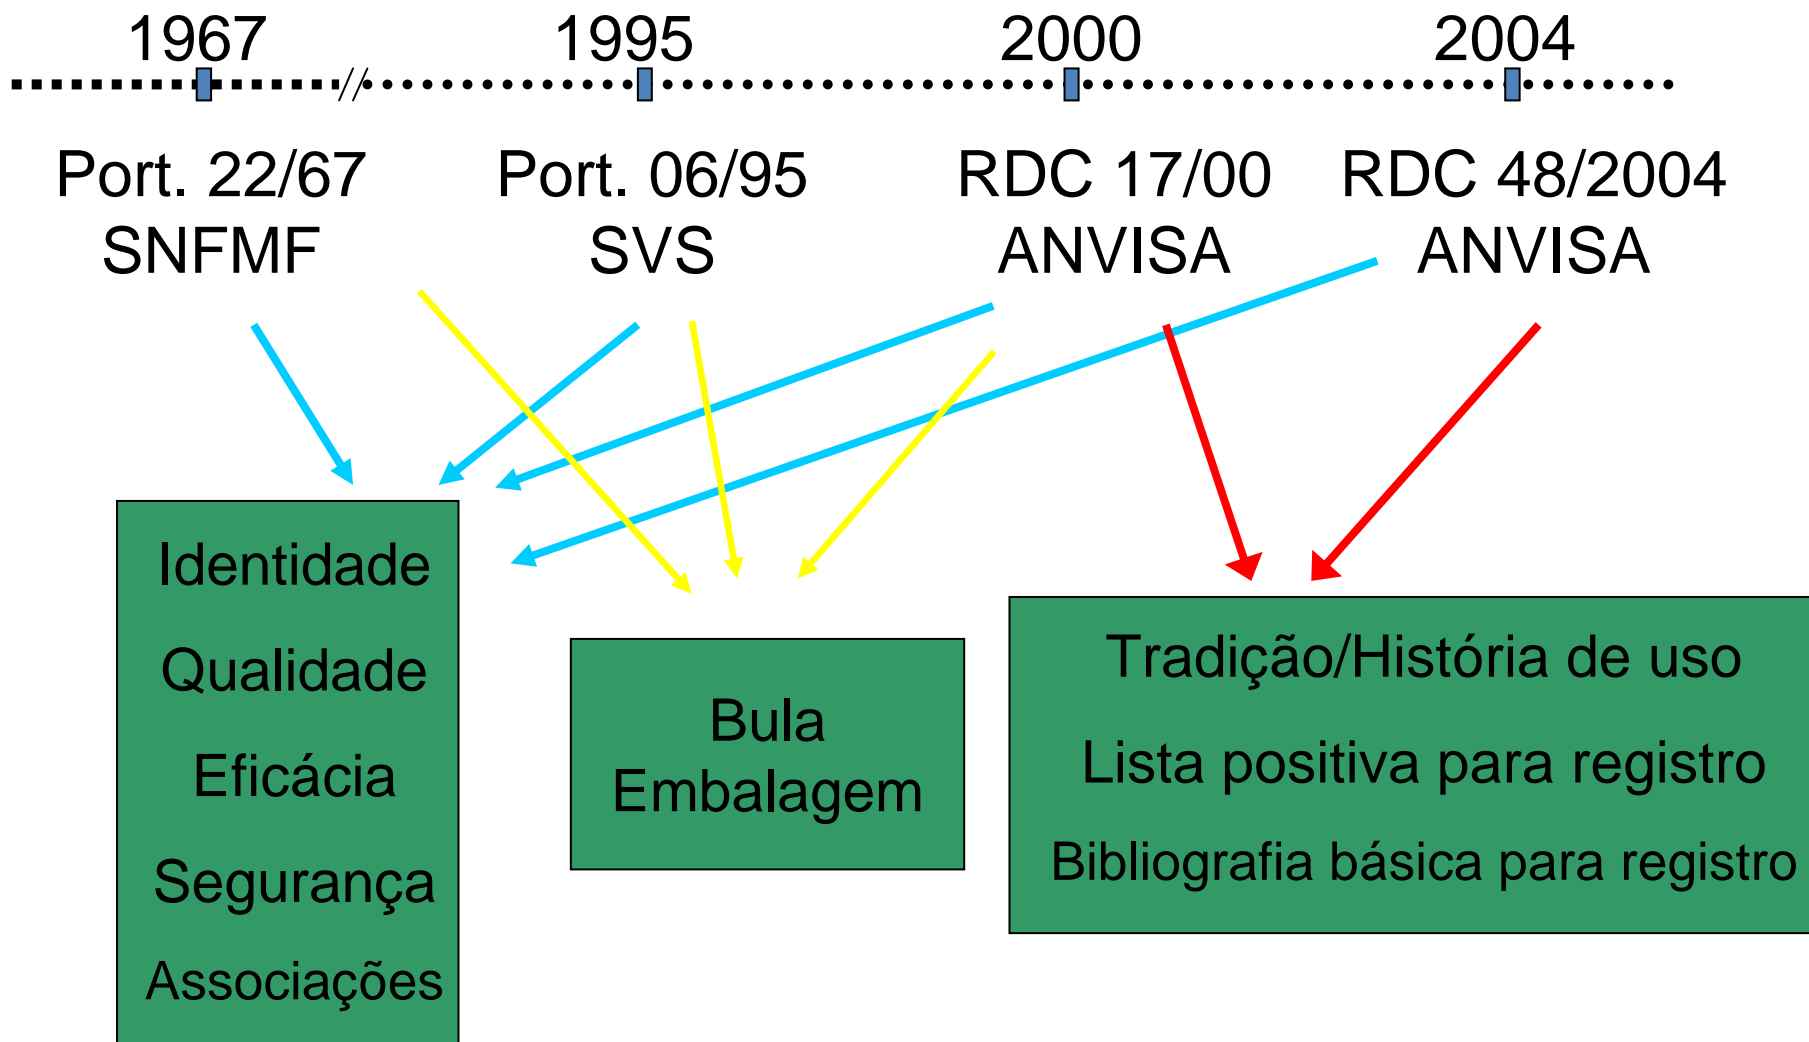 1967 1995 2000 2004
Port. 22/67 Port. 06/95 RDC 17/00 RDC 48/2004
SNFMF SVS ANVISA ANVISA
Identidade
Qualidade
Eficácia
Segurança
Associações
Bula
Embalagem
Tradição/História de uso
Lista positiva para registro
Bibliografia básica para registro